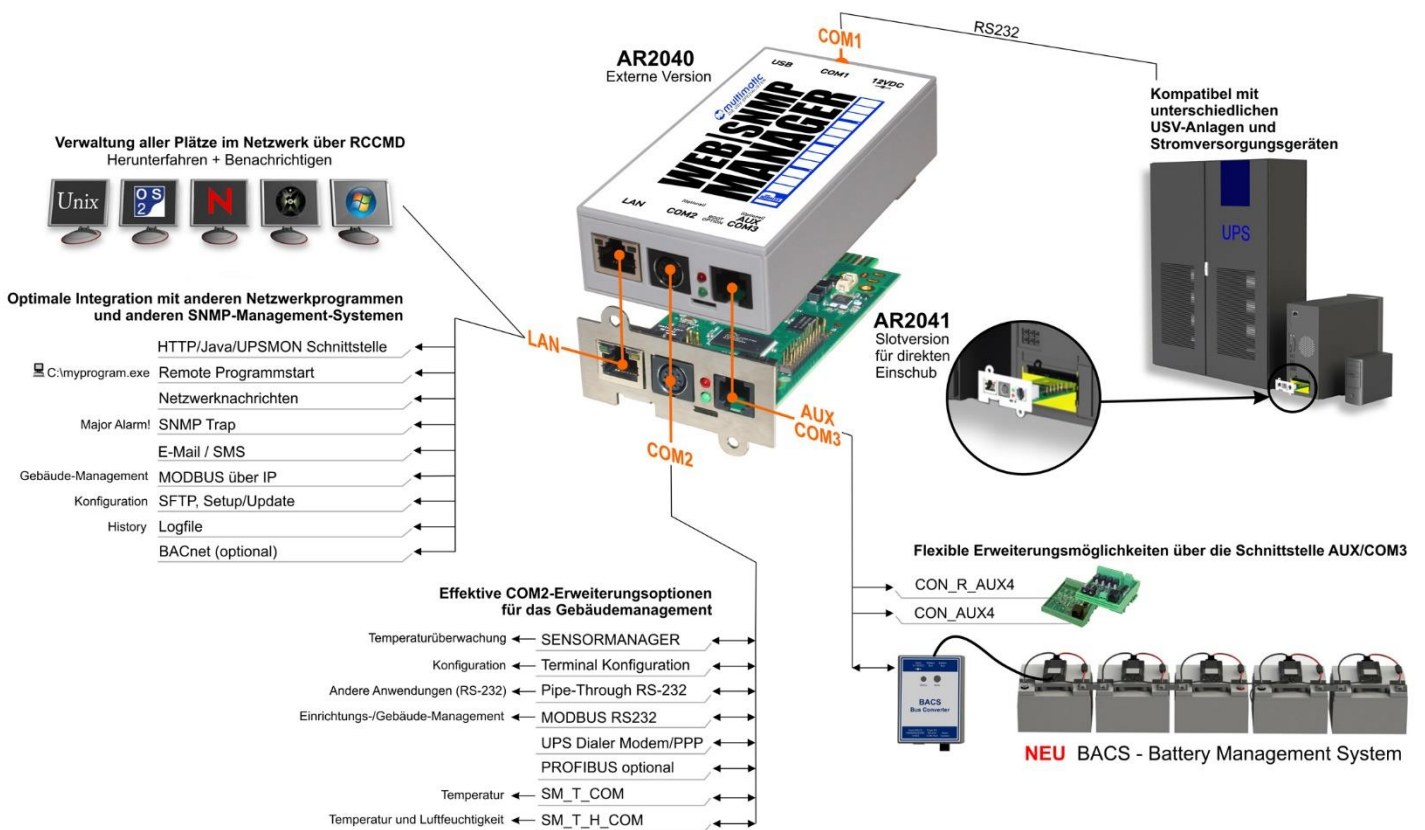 COM1
RS232
AR2040
Externe Version
USB
COM1
12VDC
multimatic
WEB/SNMP
MANAGER
LAN
(Optional)
COM2
BOOT
OPTION
(Optional)
AUX
COM3
Kompatibel mit
unterschiedlichen
USV-Anlagen und
Stromversorgungsgeräten
UPS
Verwaltung aller Plätze im Netzwerk über RCCMD
Herunterfahren + Benachrichtigen
Unix
OS
2
N
Optimale Integration mit anderen Netzwerkprogrammen
und anderen SNMP-Management-Systemen
LAN
HTTP/Java/UPSMON Schnittstelle
C:\myprogram.exe Remote Programmstart
Netzwerknachrichten
Major Alarm! SNMP Trap
E-Mail / SMS
Gebäude-Management MODBUS über IP
Konfiguration SFTP, Setup/Update
History Logfile
BACnet (optional)
AR2041
Slotversion
für direkten
Einschub
AUX
COM3
COM2
Effektive COM2-Erweiterungsoptionen
für das Gebäudemanagement
Temperaturüberwachung SENSORMANAGER
Konfiguration Terminal Konfiguration
Andere Anwendungen (RS-232) Pipe-Through RS-232
Einrichtungs-/Gebäude-Management MODBUS RS232
UPS Dialer Modem/PPP
PROFIBUS optional
Temperatur SM_T_COM
Temperatur und Luftfeuchtigkeit SM_T_H_COM
Flexible Erweiterungsmöglichkeiten über die Schnittstelle AUX/COM3
CON_R_AUX4
CON_AUX4
BACS
Bus Converter
NEU BACS - Battery Management System